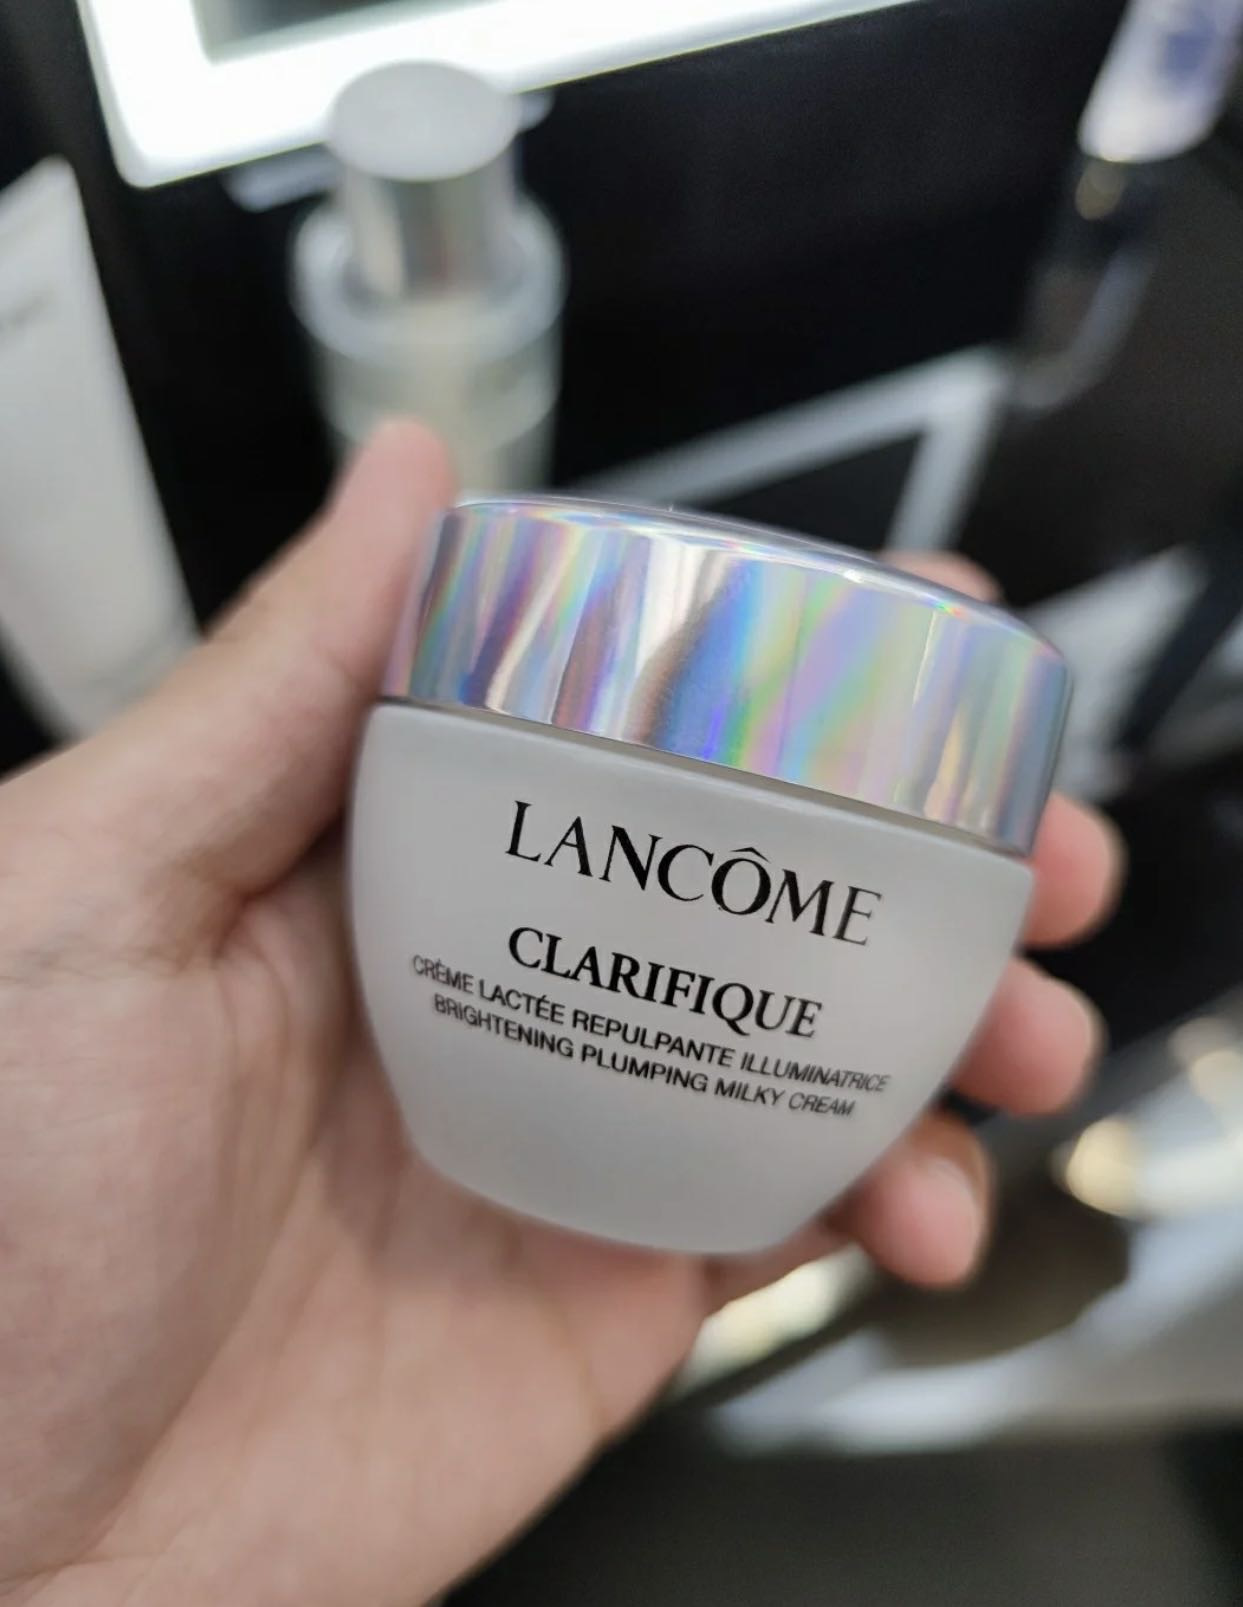 LANCÔME
CLARIFIQUE
CRÈME LACTÉE REPULPANTE ILLUMINATRICE
BRIGHTENING PLUMPING MILKY CREAM